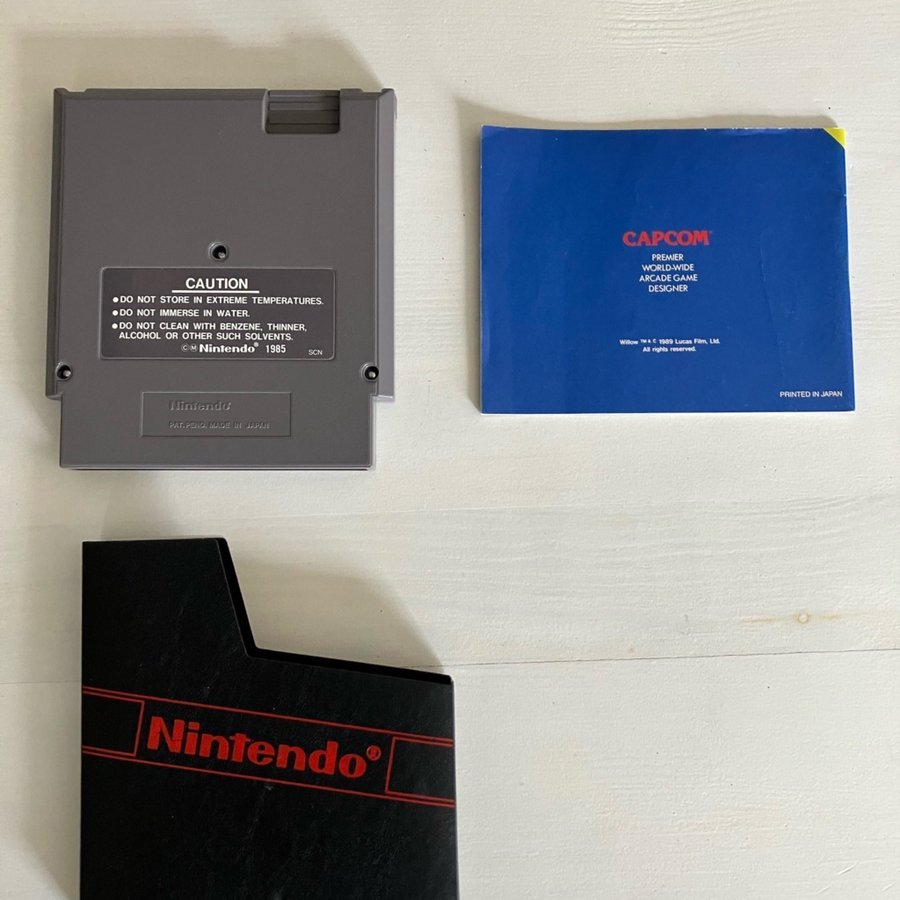 CAUTION
●DO NOT STORE IN EXTREME TEMPERATURES.
●DO NOT IMMERSE IN WATER.
●DO NOT CLEAN WITH BENZENE, THINNER,
ALCOHOL OR OTHER SUCH SOLVENTS.
©Ⓜ Nintendo® 1985
SCN
Nintendo®
PAT. PEND. MADE IN JAPAN
CAPCOM®
PREMIER
WORLD-WIDE
ARCADE GAME
DESIGNER
Willow ™ & © 1989 Lucas Film, Ltd.
All rights reserved.
PRINTED IN JAPAN
Nintendo®